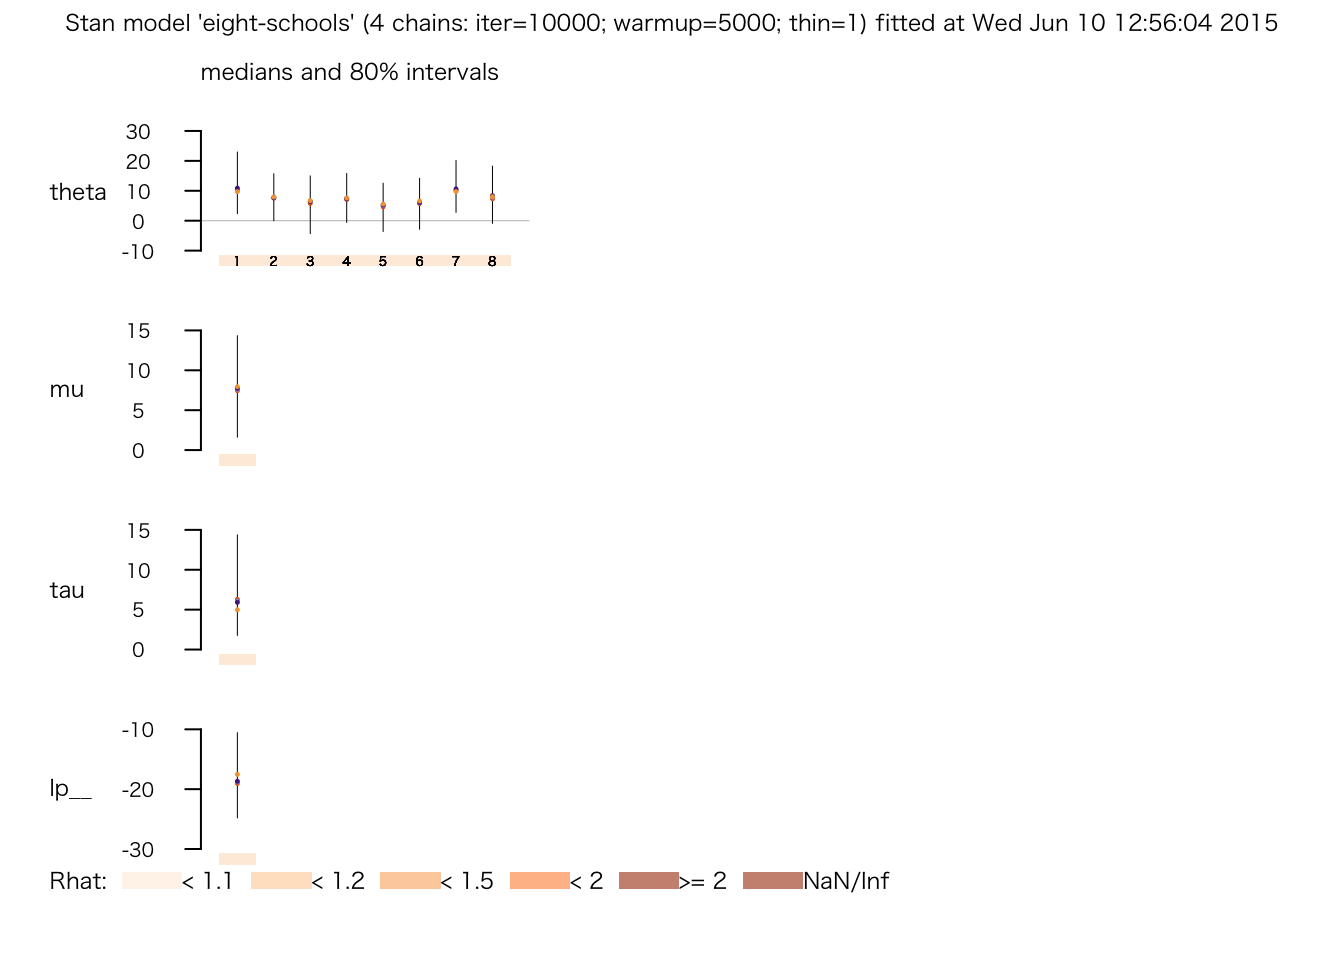 Stan model 'eight-schools' (4 chains: iter=10000; warmup=5000; thin=1) fitted at Wed Jun 10 12:56:04 2015
medians and 80% intervals
30
20
theta 10
0
-10
1 2 3 4 5 6 7 8
15
10
mu
5
0
15
10
tau
5
0
-10
lp__ -20
-30
Rhat: < 1.1 < 1.2 < 1.5 < 2 >= 2 NaN/Inf